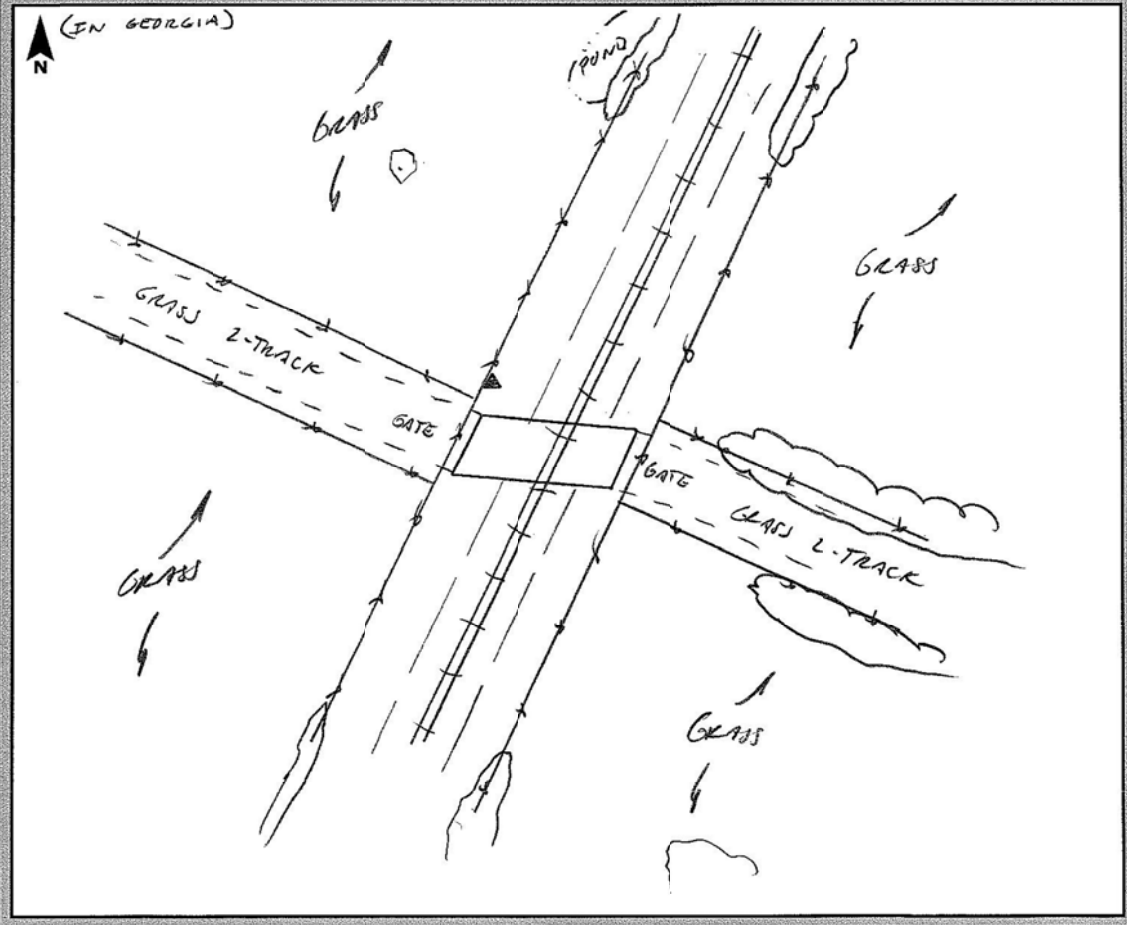 (IN GEORGIA)
N
(POND)
GRASS
GRASS
GRASS 2-TRACK
GATE
GATE
GRASS 2-TRACK
GRASS
GRASS